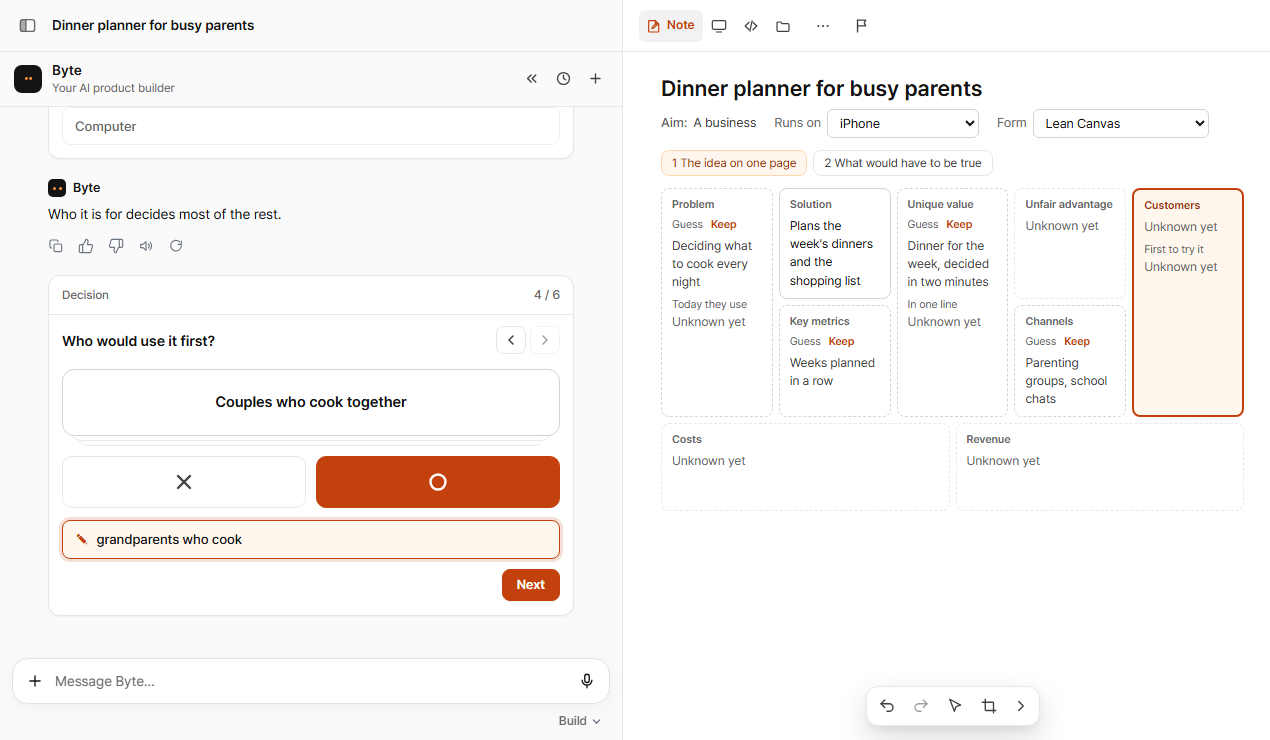 Dinner planner for busy parents
Byte
Your AI product builder
Computer
Byte
Who it is for decides most of the rest.
Decision
4 / 6
Who would use it first?
Couples who cook together
grandparents who cook
Next
Message Byte...
Build
Note
Dinner planner for busy parents
Aim: A business
Runs on
iPhone
Form
Lean Canvas
1 The idea on one page
2 What would have to be true
Problem
Guess Keep
Deciding what
to cook every
night
Today they use
Unknown yet
Solution
Plans the
week's dinners
and the
shopping list
Key metrics
Guess Keep
Weeks planned
in a row
Unique value
Guess Keep
Dinner for the
week, decided
in two minutes
In one line
Unknown yet
Unfair advantage
Unknown yet
Channels
Guess Keep
Parenting
groups, school
chats
Customers
Unknown yet
First to try it
Unknown yet
Costs
Unknown yet
Revenue
Unknown yet